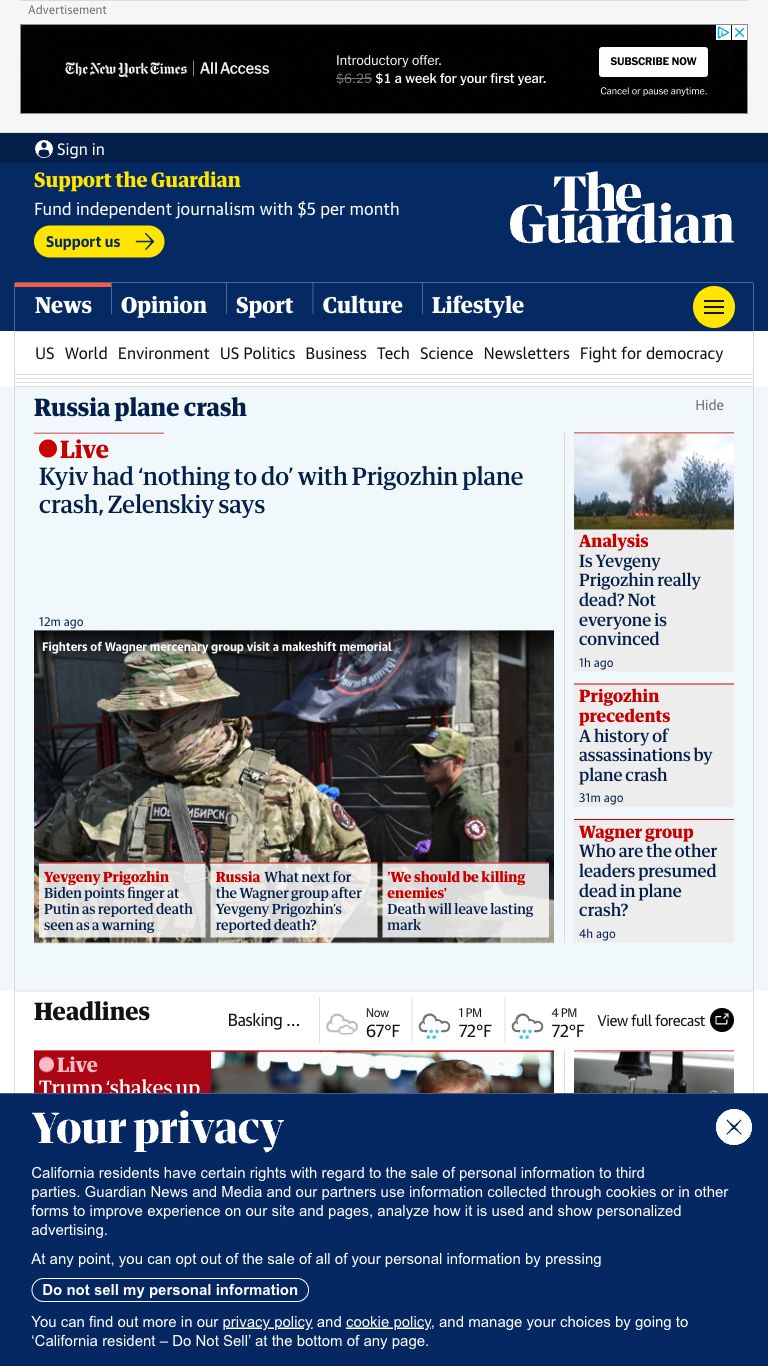 Advertisement
The New York Times | All Access
Introductory offer.
$6.25 $1 a week for your first year.
SUBSCRIBE NOW
Cancel or pause anytime.
Sign in
Support the Guardian
Fund independent journalism with $5 per month
Support us
The
Guardian
News
Opinion
Sport
Culture
Lifestyle
US World Environment US Politics Business Tech Science Newsletters Fight for democracy
Russia plane crash
Hide
Live
Kyiv had ‘nothing to do’ with Prigozhin plane
crash, Zelenskiy says
12m ago
Fighters of Wagner mercenary group visit a makeshift memorial
НОВОСИБИРСК
Yevgeny Prigozhin
Biden points finger at
Putin as reported death
seen as a warning
Russia What next for
the Wagner group after
Yevgeny Prigozhin’s
reported death?
'We should be killing
enemies'
Death will leave lasting
mark
Analysis
Is Yevgeny
Prigozhin really
dead? Not
everyone is
convinced
1h ago
Prigozhin
precedents
A history of
assassinations by
plane crash
31m ago
Wagner group
Who are the other
leaders presumed
dead in plane
crash?
4h ago
Headlines
Basking ...
Now
67°F
1 PM
72°F
4 PM
72°F
View full forecast
Live
Trump ‘shakes up
Your privacy
California residents have certain rights with regard to the sale of personal information to third
parties. Guardian News and Media and our partners use information collected through cookies or in other
forms to improve experience on our site and pages, analyze how it is used and show personalized
advertising.
At any point, you can opt out of the sale of all of your personal information by pressing
Do not sell my personal information
You can find out more in our privacy policy and cookie policy, and manage your choices by going to
‘California resident – Do Not Sell’ at the bottom of any page.